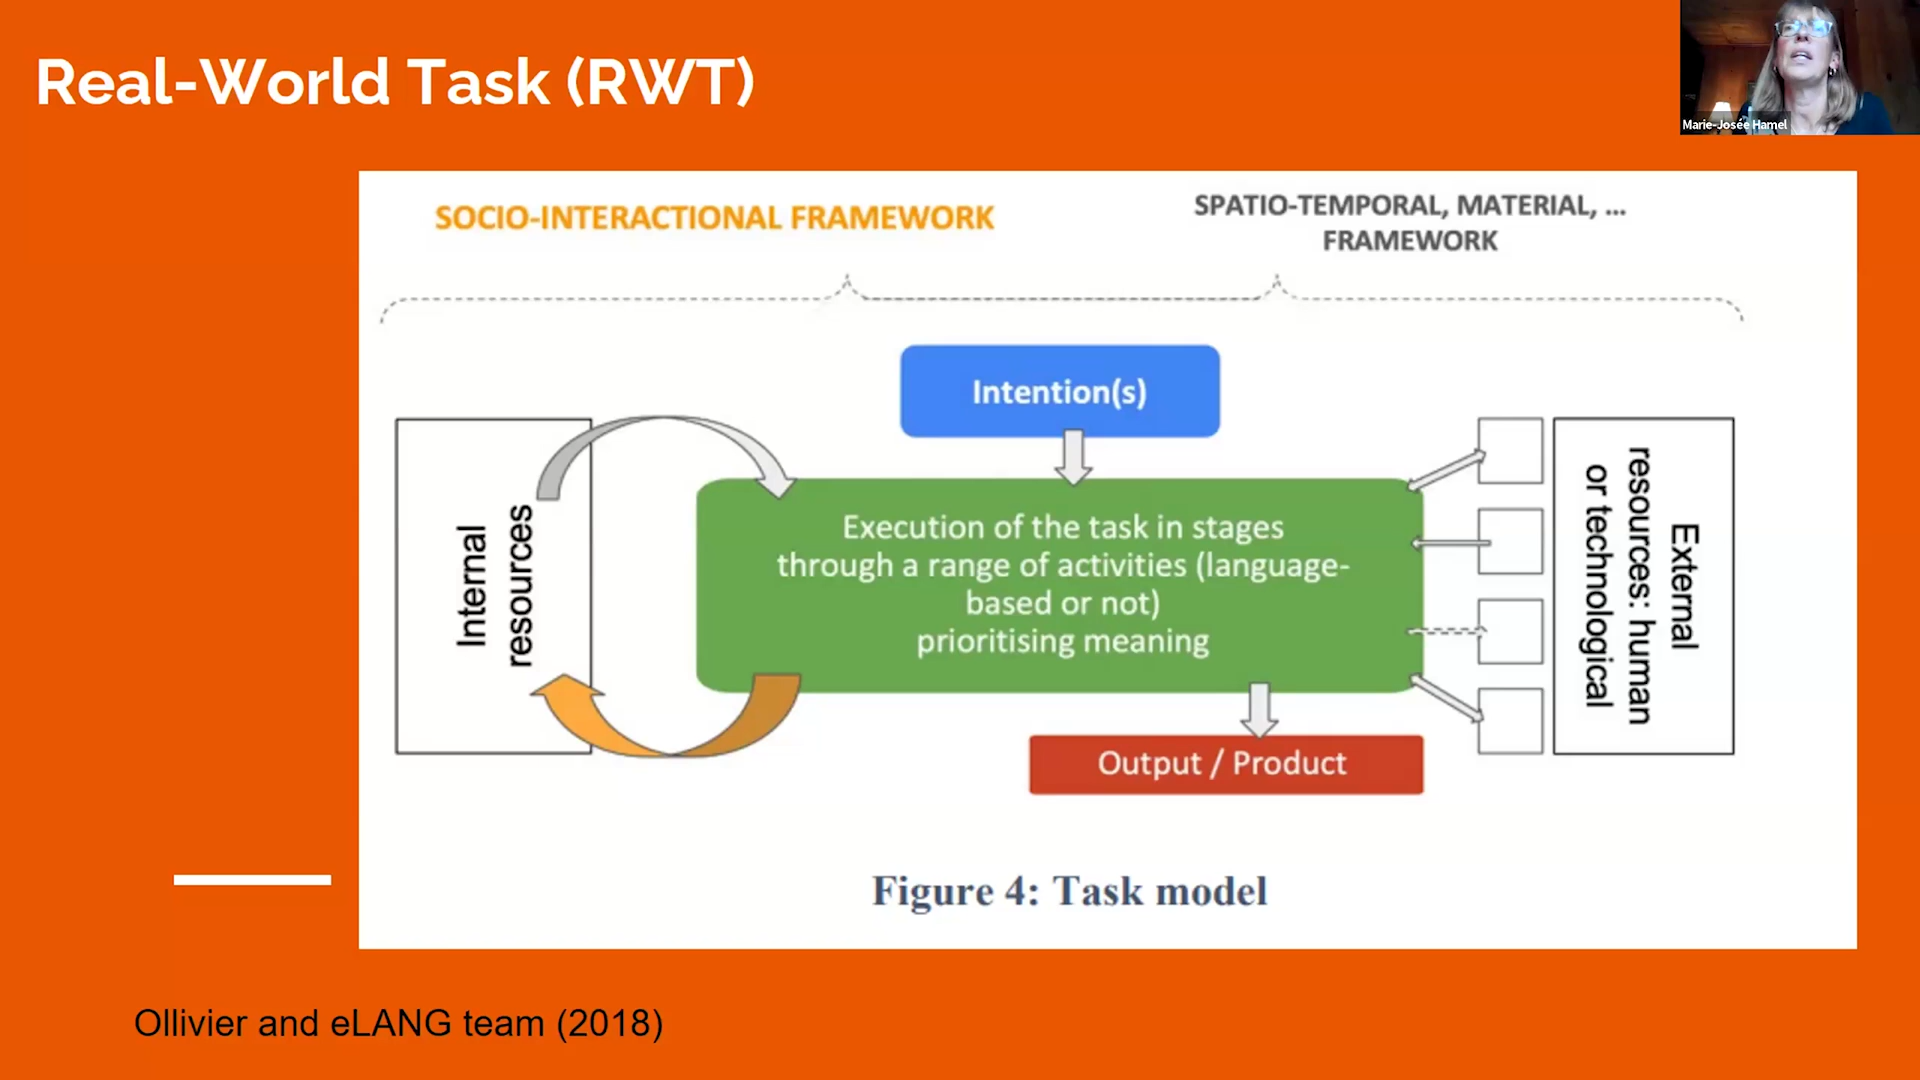 Real-World Task (RWT)
Marie-Josée Hamel
SOCIO-INTERACTIONAL FRAMEWORK
SPATIO-TEMPORAL, MATERIAL, ...
FRAMEWORK
Intention(s)
Internal
resources
Execution of the task in stages
through a range of activities (language-
based or not)
prioritising meaning
External
resources: human
or technological
Output / Product
Figure 4: Task model
Ollivier and eLANG team (2018)